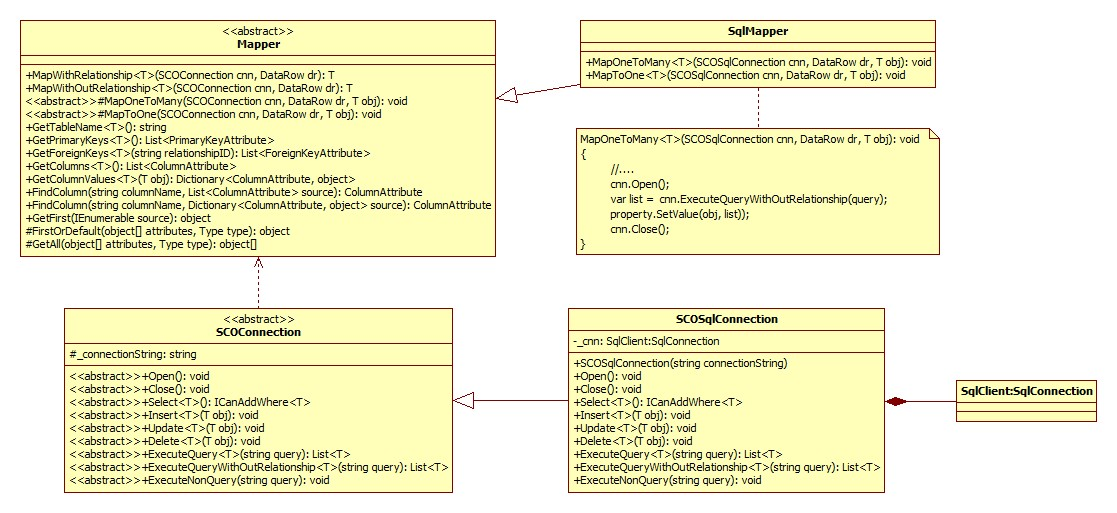 <<abstract>>
Mapper
+MapWithRelationship<T>(SCOConnection cnn, DataRow dr): T
+MapWithOutRelationship<T>(SCOConnection cnn, DataRow dr): T
<<abstract>>#MapOneToMany(SCOConnection cnn, DataRow dr, T obj): void
<<abstract>>#MapToOne(SCOConnection cnn, DataRow dr, T obj): void
+GetTableName<T>(): string
+GetPrimaryKeys<T>(): List<PrimaryKeyAttribute>
+GetForeignKeys<T>(string relationshipID): List<ForeignKeyAttribute>
+GetColumns<T>(): List<ColumnAttribute>
+GetColumnValues<T>(T obj): Dictionary<ColumnAttribute, object>
+FindColumn(string columnName, List<ColumnAttribute> source): ColumnAttribute
+FindColumn(string columnName, Dictionary<ColumnAttribute, object> source): ColumnAttribute
+GetFirst(IEnumerable source): object
#FirstOrDefault(object[] attributes, Type type): object
#GetAll(object[] attributes, Type type): object[]
SqlMapper
+MapOneToMany<T>(SCOSqlConnection cnn, DataRow dr, T obj): void
+MapToOne<T>(SCOSqlConnection cnn, DataRow dr, T obj): void
MapOneToMany<T>(SCOSqlConnection cnn, DataRow dr, T obj): void
{
//....
cnn.Open();
var list = cnn.ExecuteQueryWithOutRelationship(query);
property.SetValue(obj, list));
cnn.Close();
}
<<abstract>>
SCOConnection
#_connectionString: string
<<abstract>>+Open(): void
<<abstract>>+Close(): void
<<abstract>>+Select<T>(): ICanAddWhere<T>
<<abstract>>+Insert<T>(T obj): void
<<abstract>>+Update<T>(T obj): void
<<abstract>>+Delete<T>(T obj): void
<<abstract>>+ExecuteQuery<T>(string query): List<T>
<<abstract>>+ExecuteQueryWithOutRelationship<T>(string query): List<T>
<<abstract>>+ExecuteNonQuery(string query): void
SCOSqlConnection
-_cnn: SqlClient:SqlConnection
+SCOSqlConnection(string connectionString)
+Open(): void
+Close(): void
+Select<T>(): ICanAddWhere<T>
+Insert<T>(T obj): void
+Update<T>(T obj): void
+Delete<T>(T obj): void
+ExecuteQuery<T>(string query): List<T>
+ExecuteQueryWithOutRelationship<T>(string query): List<T>
+ExecuteNonQuery(string query): void
SqlClient:SqlConnection